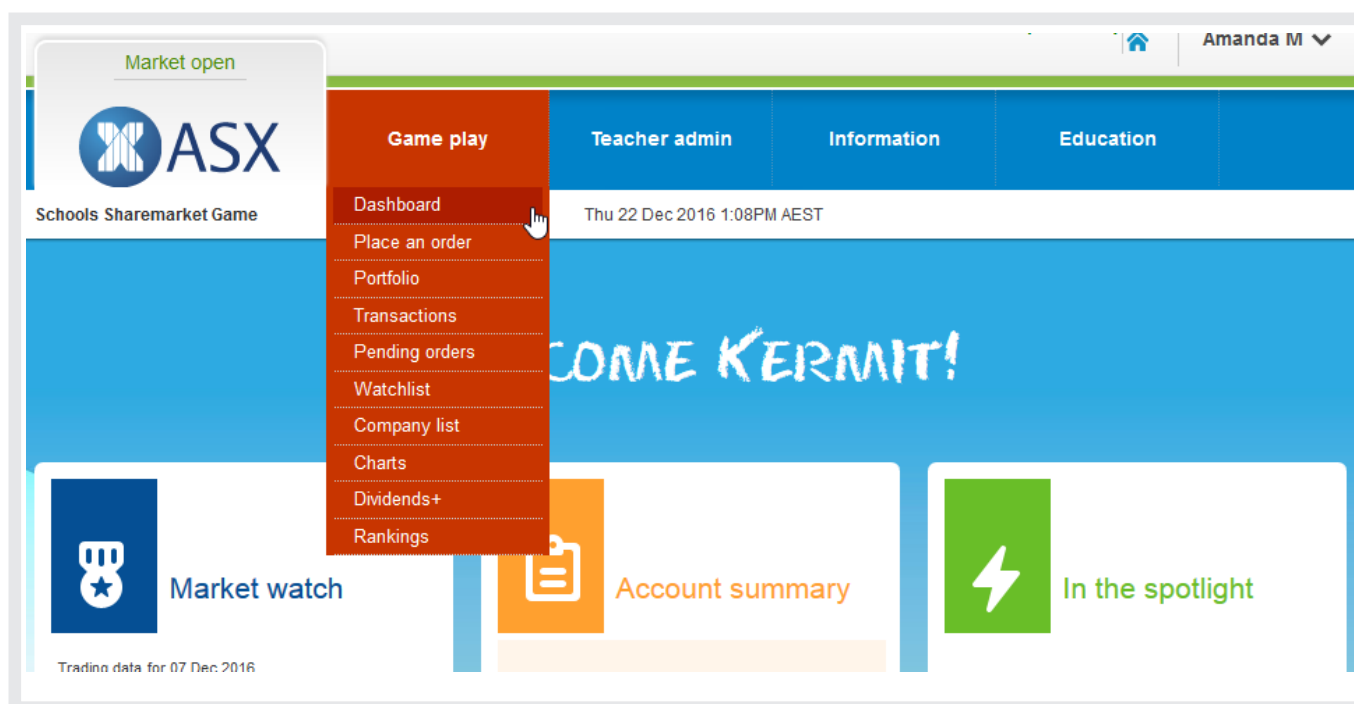 Market open
Amanda M
ASX
Game play
Teacher admin
Information
Education
Schools Sharemarket Game
Thu 22 Dec 2016 1:08PM AEST
Dashboard
Place an order
Portfolio
Transactions
Pending orders
Watchlist
Company list
Charts
Dividends+
Rankings
COME KERMIT!
Market watch
Account summary
In the spotlight
Trading data for 07 Dec 2016